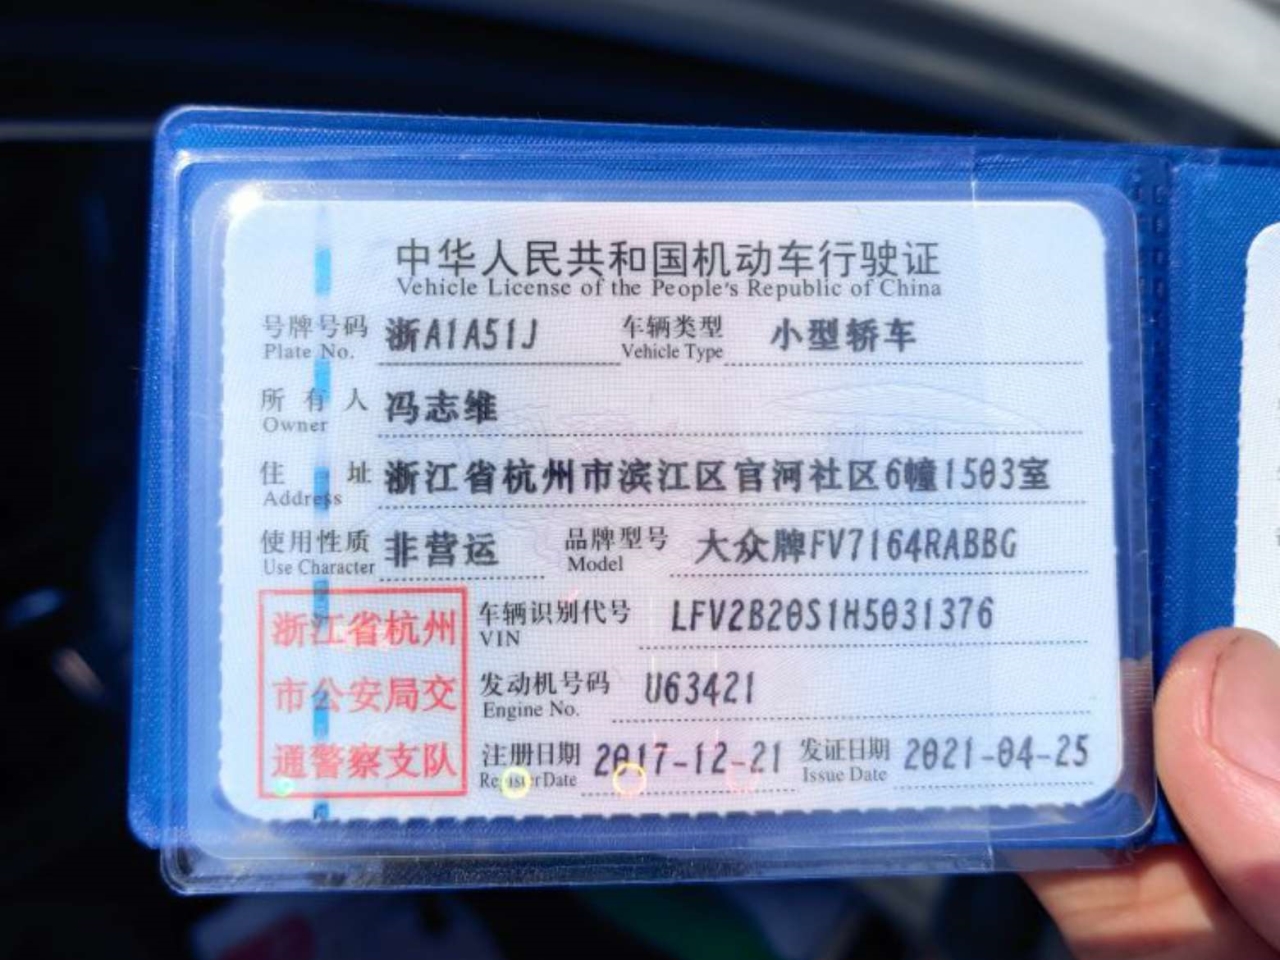 中华人民共和国机动车行驶证
Vehicle License of the People's Republic of China
号牌号码 浙A1A51J 车辆类型 小型轿车
Plate No. Vehicle Type
所有人 冯志维
Owner
住址 浙江省杭州市滨江区官河社区6幢1503室
Address
使用性质 非营运 品牌型号 大众牌FV7164RABBG
Use Character Model
浙江省杭州
市公安局交
通警察支队
车辆识别代号 LFV2B20S1H5031376
VIN
发动机号码 U63421
Engine No.
注册日期 2017-12-21 发证日期 2021-04-25
Register Date Issue Date